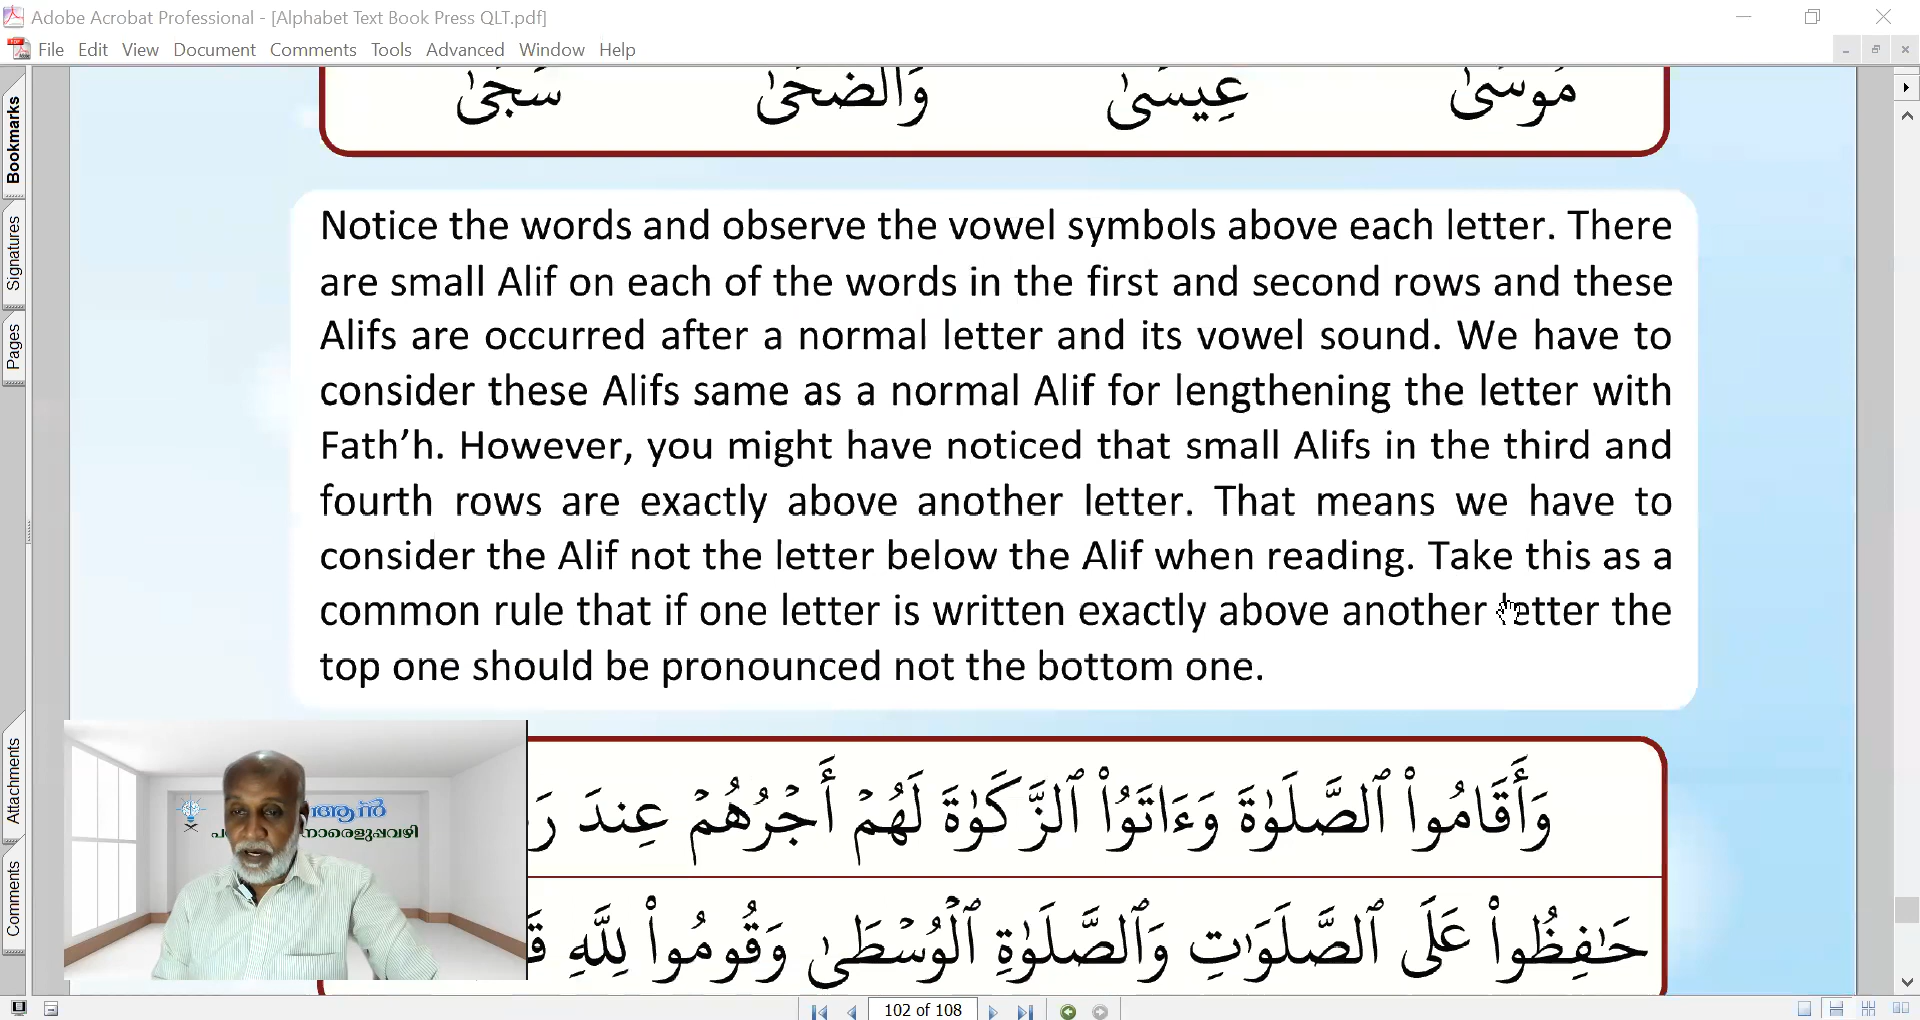 Adobe Acrobat Professional - [Alphabet Text Book Press QLT.pdf]
File Edit View Document Comments Tools Advanced Window Help
Bookmarks
Signatures
Pages
Attachments
Comments
مُوسَىٰ عِيسَىٰ وَٱلضُّحَىٰ سَجَىٰ
Notice the words and observe the vowel symbols above each letter. There
are small Alif on each of the words in the first and second rows and these
Alifs are occurred after a normal letter and its vowel sound. We have to
consider these Alifs same as a normal Alif for lengthening the letter with
Fath’h. However, you might have noticed that small Alifs in the third and
fourth rows are exactly above another letter. That means we have to
consider the Alif not the letter below the Alif when reading. Take this as a
common rule that if one letter is written exactly above another letter the
top one should be pronounced not the bottom one.
وَأَقَامُوا۟ ٱلصَّلَوٰةَ وَءَاتَوُا۟ ٱلزَّكَوٰةَ لَهُمْ أَجْرُهُمْ عِندَ
حَـٰفِظُوا۟ عَلَى ٱلصَّلَوَٰتِ وَٱلصَّلَوٰةِ ٱلْوُسْطَىٰ وَقُومُوا۟ لِلَّهِ
102 of 108